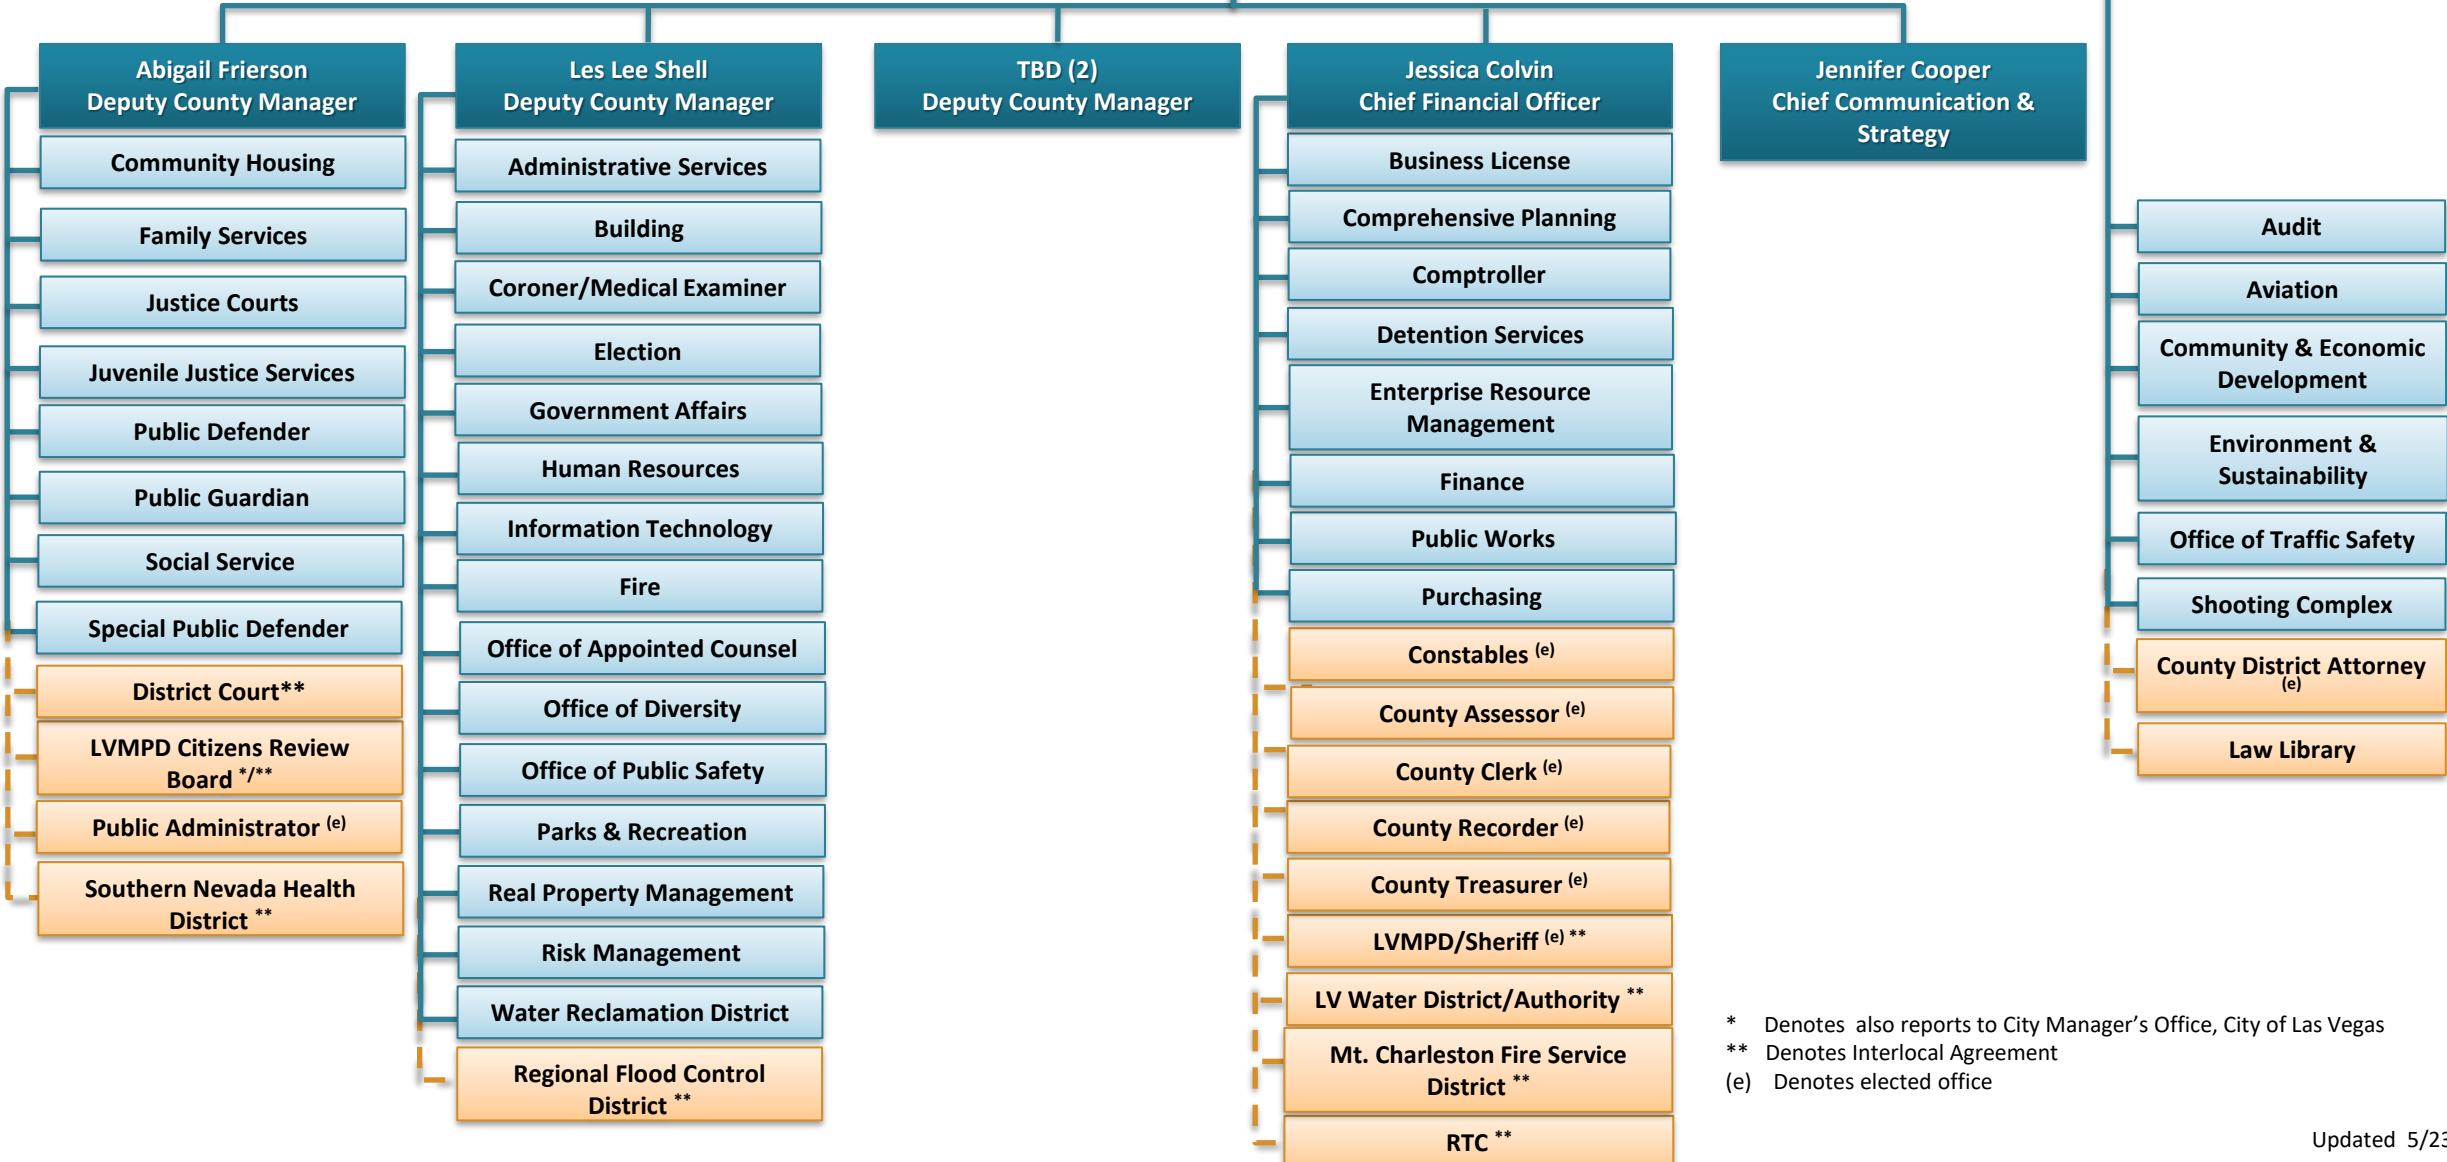 Abigail Frierson
Deputy County Manager
Community Housing
Family Services
Justice Courts
Juvenile Justice Services
Public Defender
Public Guardian
Social Service
Special Public Defender
District Court**
LVMPD Citizens Review
Board */**
Public Administrator (e)
Southern Nevada Health
District **
Les Lee Shell
Deputy County Manager
Administrative Services
Building
Coroner/Medical Examiner
Election
Government Affairs
Human Resources
Information Technology
Fire
Office of Appointed Counsel
Office of Diversity
Office of Public Safety
Parks & Recreation
Real Property Management
Risk Management
Water Reclamation District
Regional Flood Control
District **
TBD (2)
Deputy County Manager
Jessica Colvin
Chief Financial Officer
Business License
Comprehensive Planning
Comptroller
Detention Services
Enterprise Resource
Management
Finance
Public Works
Purchasing
Constables (e)
County Assessor (e)
County Clerk (e)
County Recorder (e)
County Treasurer (e)
LVMPD/Sheriff (e) **
LV Water District/Authority **
Mt. Charleston Fire Service
District **
RTC **
Jennifer Cooper
Chief Communication &
Strategy
Audit
Aviation
Community & Economic
Development
Environment &
Sustainability
Office of Traffic Safety
Shooting Complex
County District Attorney
(e)
Law Library
* Denotes also reports to City Manager’s Office, City of Las Vegas
** Denotes Interlocal Agreement
(e) Denotes elected office
Updated 5/23